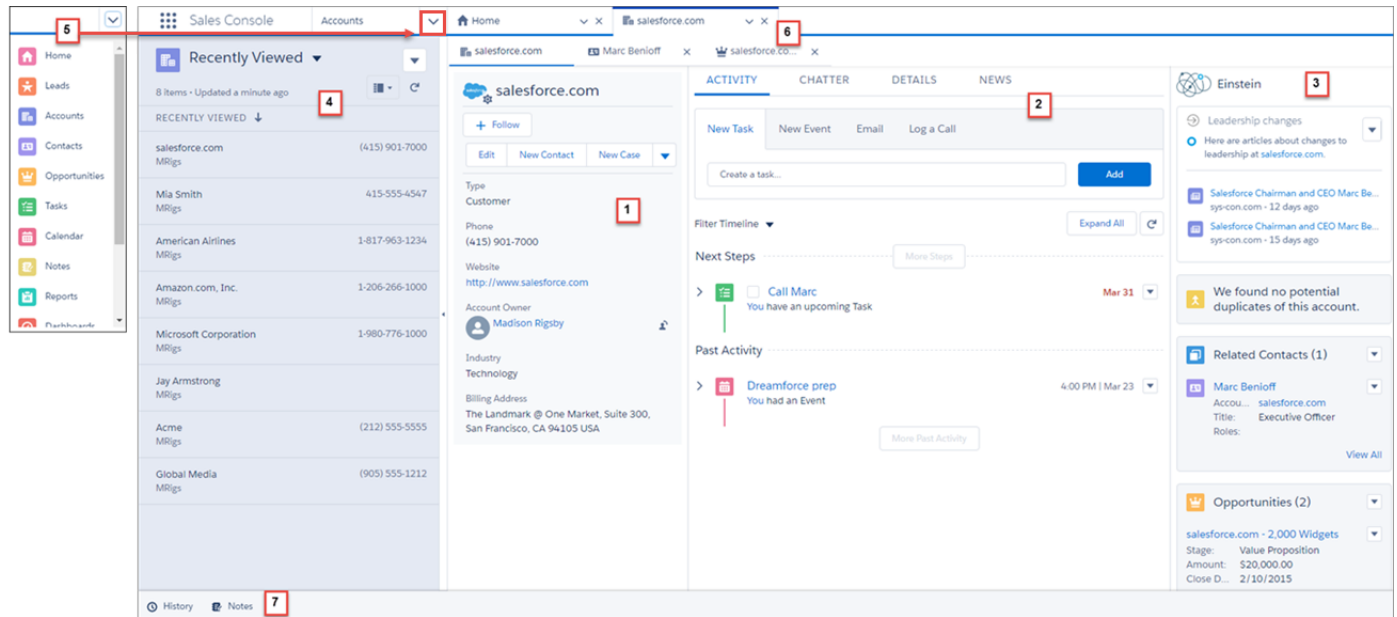 5
Home
Leads
Accounts
Contacts
Opportunities
Tasks
Calendar
Notes
Reports
Dashboards
Sales Console
Accounts
Home
salesforce.com
6
Recently Viewed
8 items • Updated a minute ago
4
RECENTLY VIEWED
salesforce.com (415) 901-7000
MRigs
Mia Smith 415-555-4547
MRigs
American Airlines 1-817-963-1234
MRigs
Amazon.com, Inc. 1-206-266-1000
MRigs
Microsoft Corporation 1-980-776-1000
MRigs
Jay Armstrong
MRigs
Acme (212) 555-5555
MRigs
Global Media (905) 555-1212
MRigs
salesforce.com
Marc Benioff
salesforce.co...
salesforce.com
+ Follow
Edit New Contact New Case
Type
Customer
1
Phone
(415) 901-7000
Website
http://www.salesforce.com
Account Owner
Madison Rigsby
Industry
Technology
Billing Address
The Landmark @ One Market, Suite 300,
San Francisco, CA 94105 USA
ACTIVITY CHATTER DETAILS NEWS
2
New Task New Event Email Log a Call
Create a task... Add
Filter Timeline Expand All
Next Steps More Steps
Call Marc Mar 31
You have an upcoming Task
Past Activity
Dreamforce prep 4:00 PM | Mar 23
You had an Event
More Past Activity
Einstein
3
Leadership changes
Here are articles about changes to
leadership at salesforce.com.
Salesforce Chairman and CEO Marc Be...
sys-con.com • 12 days ago
Salesforce Chairman and CEO Marc Be...
sys-con.com • 15 days ago
We found no potential
duplicates of this account.
Related Contacts (1)
Marc Benioff
Accou... salesforce.com
Title: Executive Officer
Roles:
View All
Opportunities (2)
salesforce.com - 2,000 Widgets
Stage: Value Proposition
Amount: $20,000.00
Close D... 2/10/2015
History Notes
7